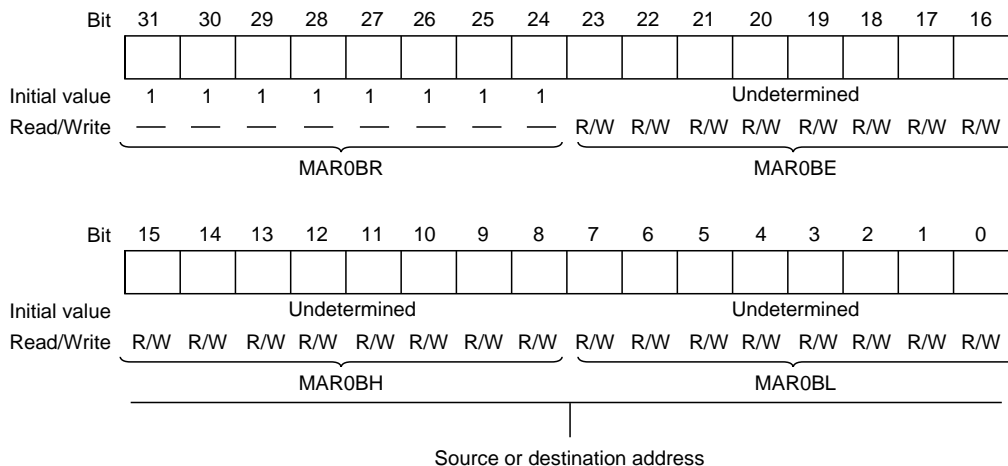 Bit 31 30 29 28 27 26 25 24 23 22 21 20 19 18 17 16
Initial value 1 1 1 1 1 1 1 1 Undetermined
Read/Write — — — — — — — — R/W R/W R/W R/W R/W R/W R/W R/W
MAR0BR MAR0BE
Bit 15 14 13 12 11 10 9 8 7 6 5 4 3 2 1 0
Initial value Undetermined Undetermined
Read/Write R/W R/W R/W R/W R/W R/W R/W R/W R/W R/W R/W R/W R/W R/W R/W R/W
MAR0BH MAR0BL
Source or destination address